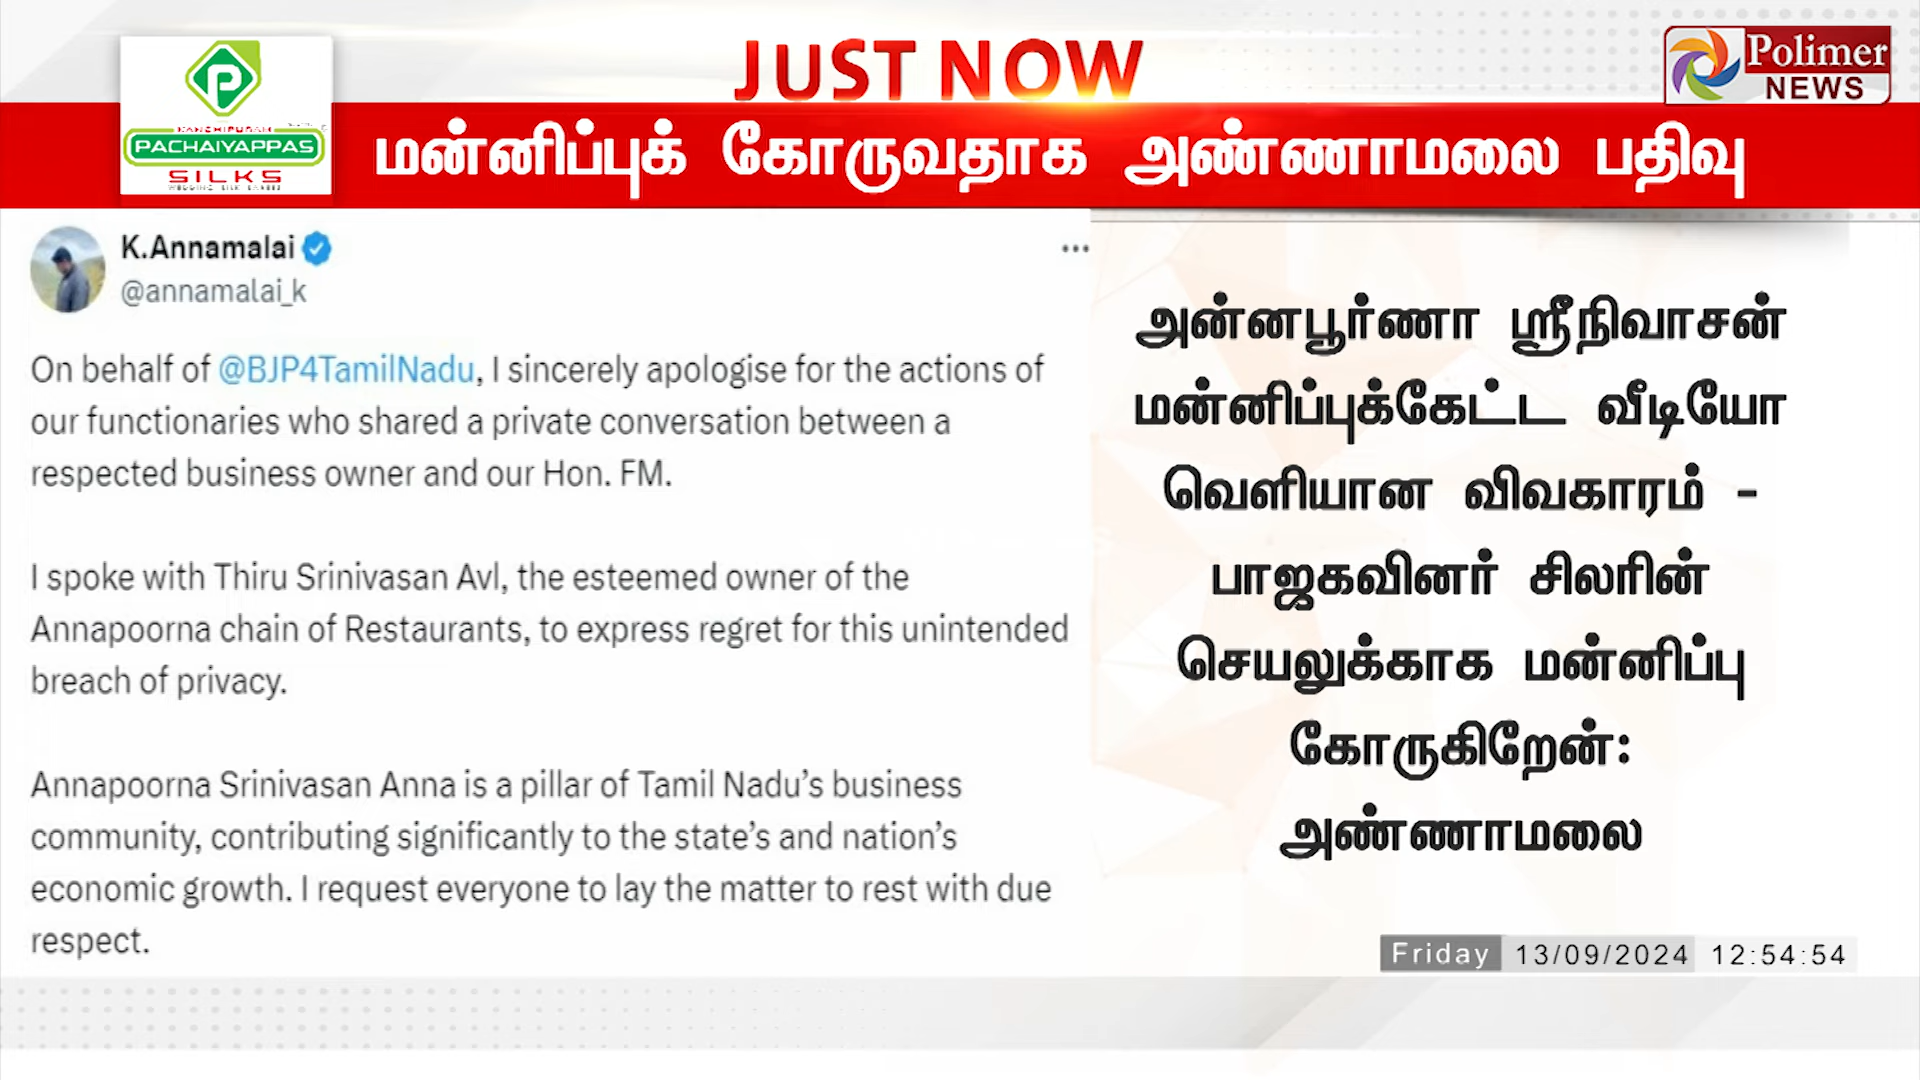 JUST NOW
Polimer
NEWS
P
KANCHIPURAM
PACHAIYAPPAS
SILKS
மன்னிப்புக் கோருவதாக அண்ணாமலை பதிவு
K.Annamalai
@annamalai_k
On behalf of @BJP4TamilNadu, I sincerely apologise for the actions of
our functionaries who shared a private conversation between a
respected business owner and our Hon. FM.
I spoke with Thiru Srinivasan Avl, the esteemed owner of the
Annapoorna chain of Restaurants, to express regret for this unintended
breach of privacy.
Annapoorna Srinivasan Anna is a pillar of Tamil Nadu’s business
community, contributing significantly to the state’s and nation’s
economic growth. I request everyone to lay the matter to rest with due
respect.
அன்னபூர்ணா ஸ்ரீநிவாசன்
மன்னிப்புக்கேட்ட வீடியோ
வெளியான விவகாரம் -
பாஜகவினர் சிலரின்
செயலுக்காக மன்னிப்பு
கோருகிறேன்:
அண்ணாமலை
Friday 13/09/2024 12:54:54